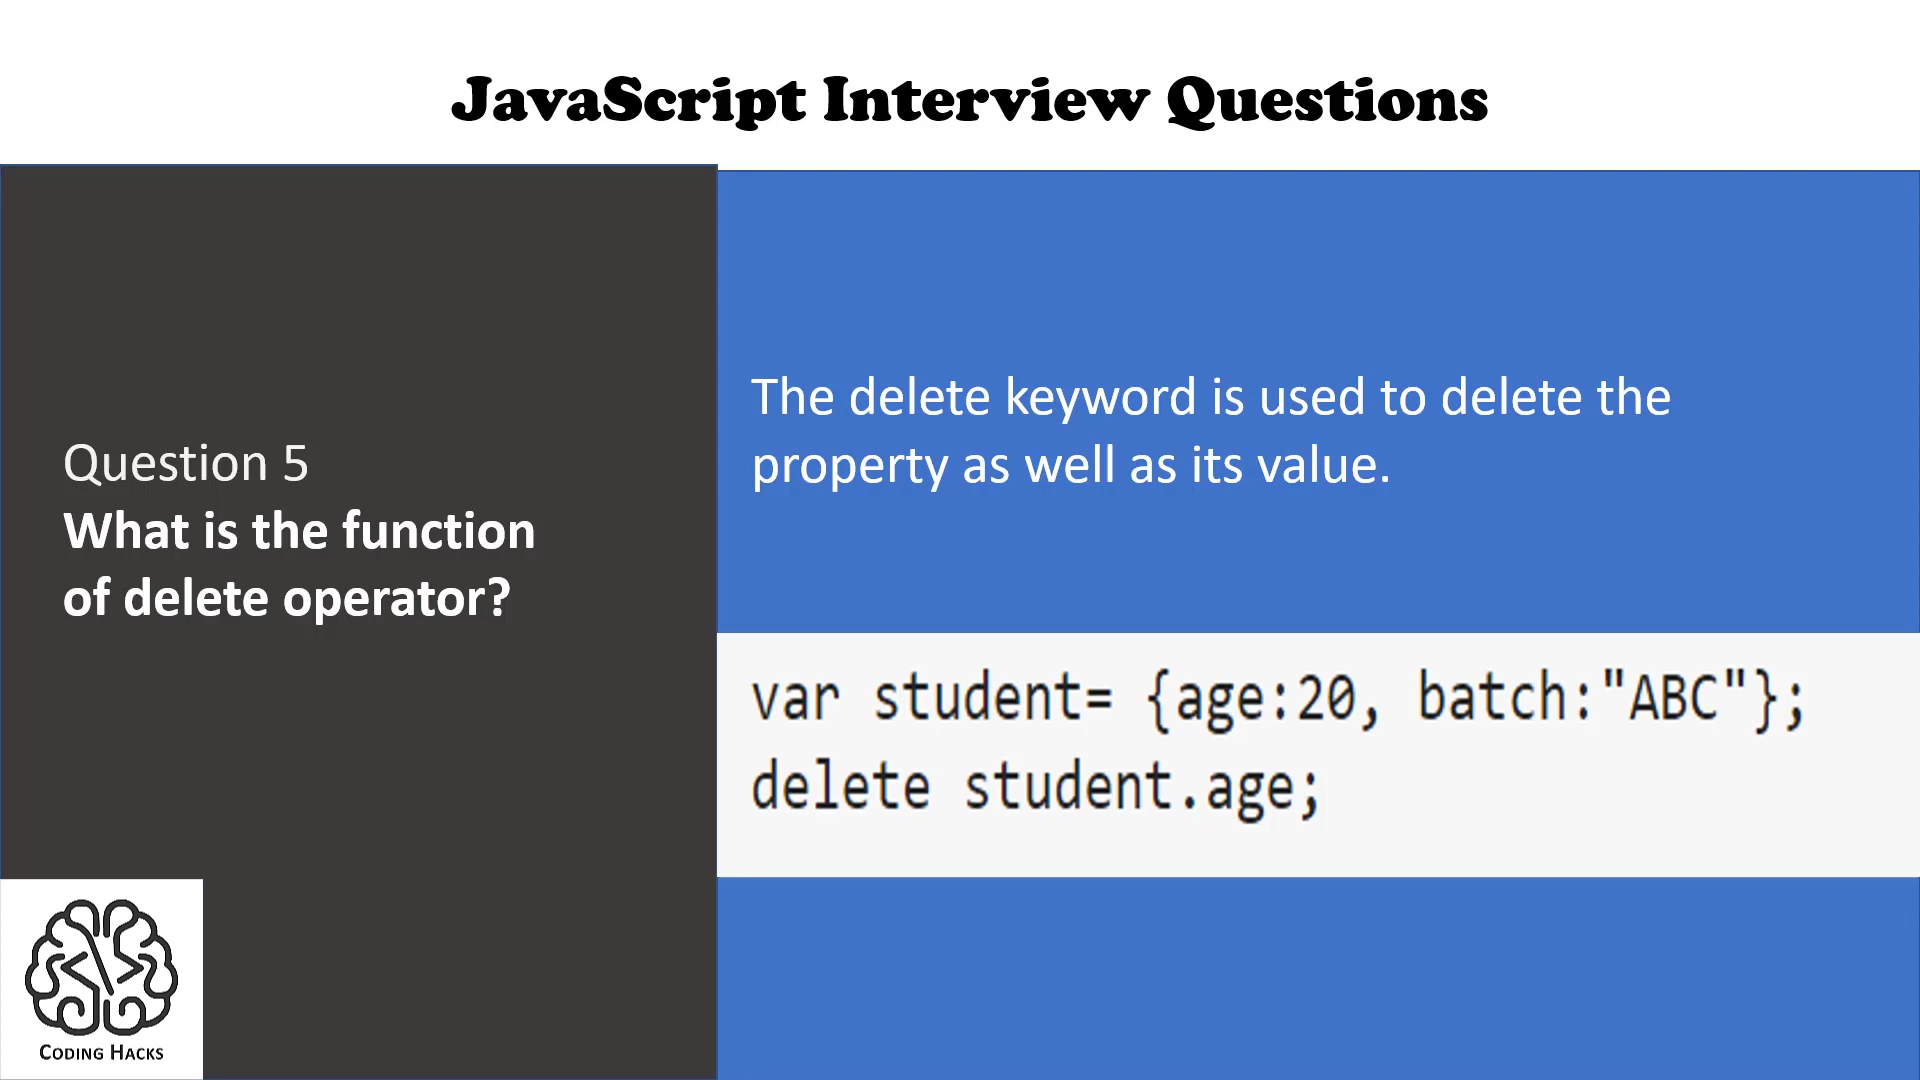 JavaScript Interview Questions
Question 5
What is the function
of delete operator?
The delete keyword is used to delete the
property as well as its value.
var student= {age:20, batch:"ABC"};
delete student.age;
CODING HACKS